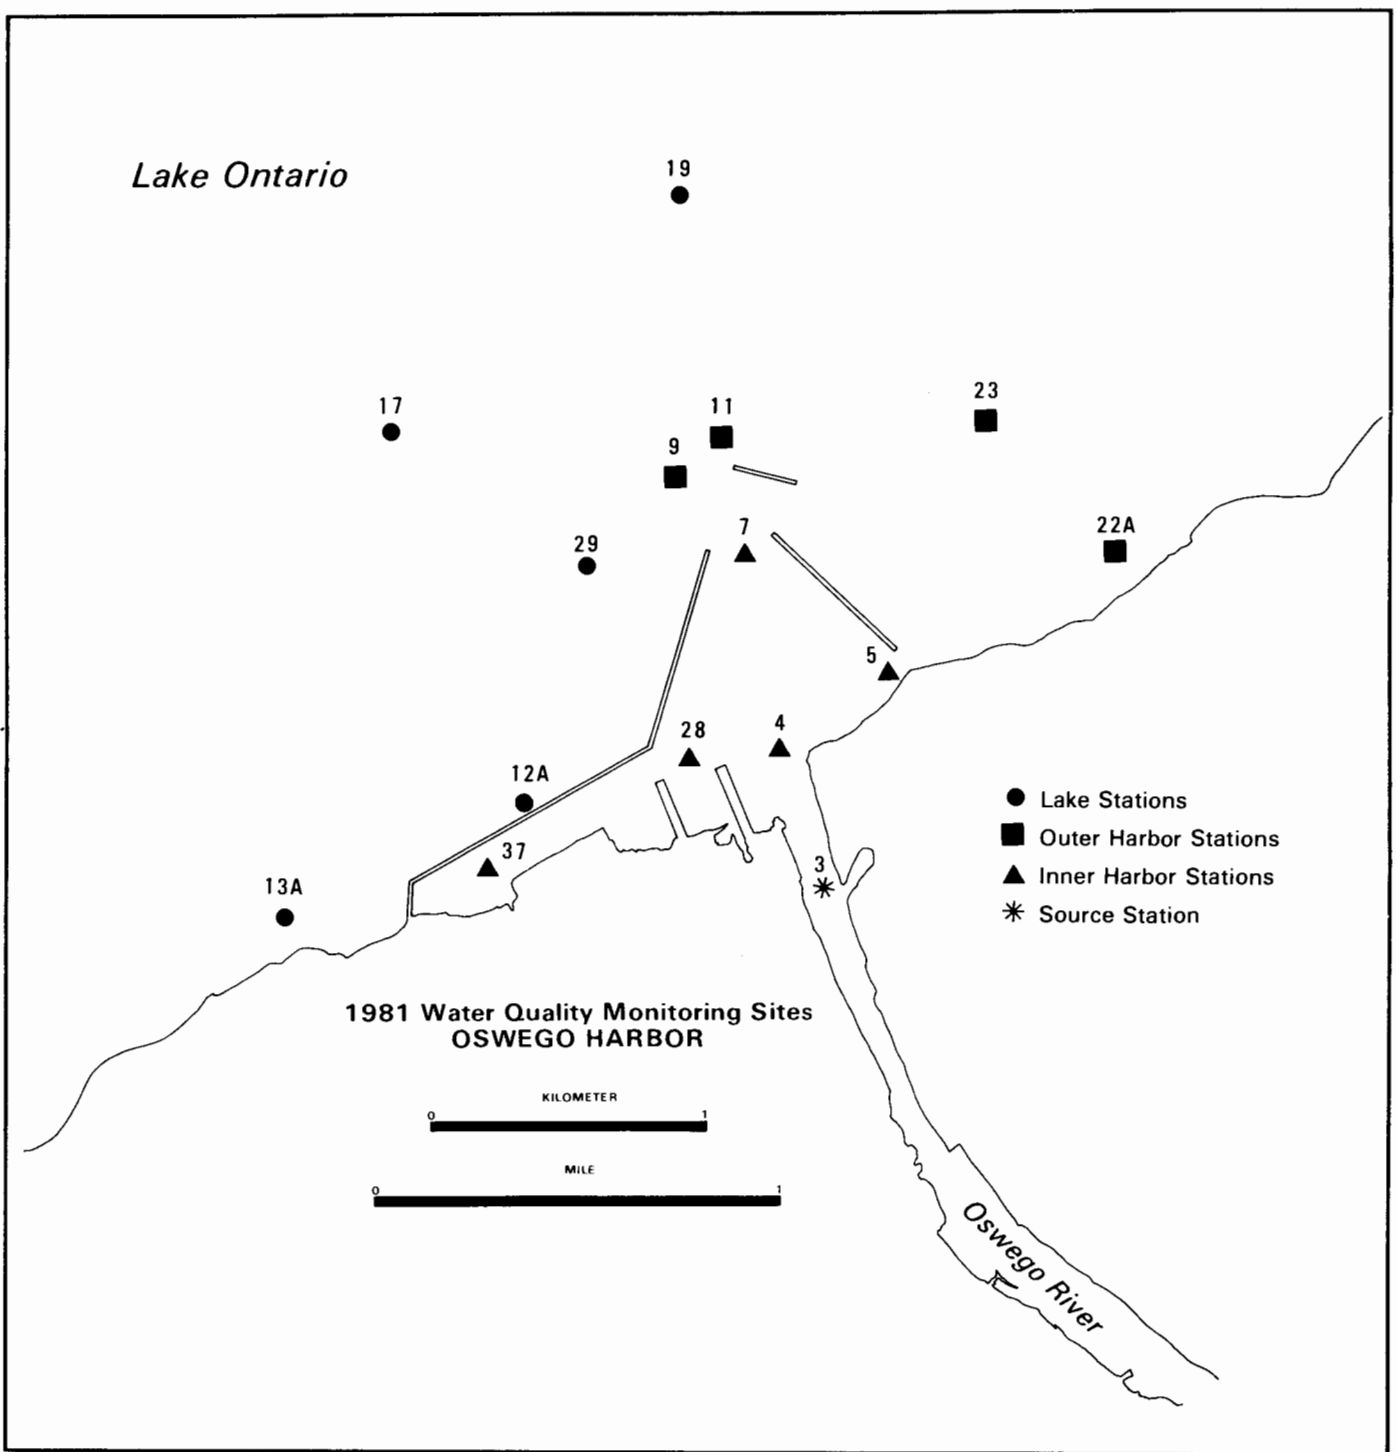 Lake Ontario
19
17
11
23
9
7
22A
29
5
28
4
12A
37
3
13A
Lake Stations
Outer Harbor Stations
Inner Harbor Stations
Source Station
1981 Water Quality Monitoring Sites
OSWEGO HARBOR
KILOMETER
0 1
MILE
0 1
Oswego River